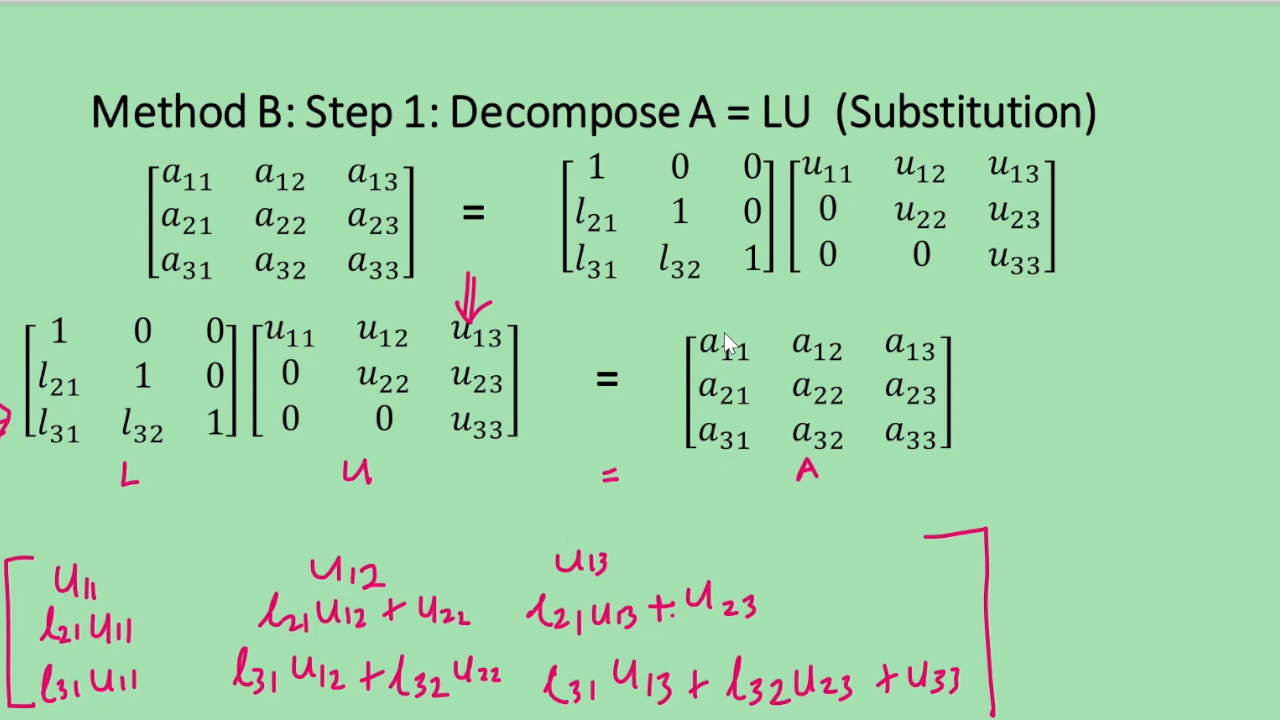 Method B: Step 1: Decompose A = LU (Substitution)
[a₁₁ a₁₂ a₁₃] = [1 0 0] [u₁₁ u₁₂ u₁₃]
[a₂₁ a₂₂ a₂₃] [l₂₁ 1 0] [0 u₂₂ u₂₃]
[a₃₁ a₃₂ a₃₃] [l₃₁ l₃₂ 1] [0 0 u₃₃]
⇓
[1 0 0] [u₁₁ u₁₂ u₁₃] = [a₁₁ a₁₂ a₁₃]
[l₂₁ 1 0] [0 u₂₂ u₂₃] [a₂₁ a₂₂ a₂₃]
[l₃₁ l₃₂ 1] [0 0 u₃₃] [a₃₁ a₃₂ a₃₃]
L U = A
[u₁₁ u₁₂ u₁₃]
[l₂₁u₁₁ l₂₁u₁₂ + u₂₂ l₂₁u₁₃ + u₂₃]
[l₃₁u₁₁ l₃₁u₁₂ + l₃₂u₂₂ l₃₁u₁₃ + l₃₂u₂₃ + u₃₃]